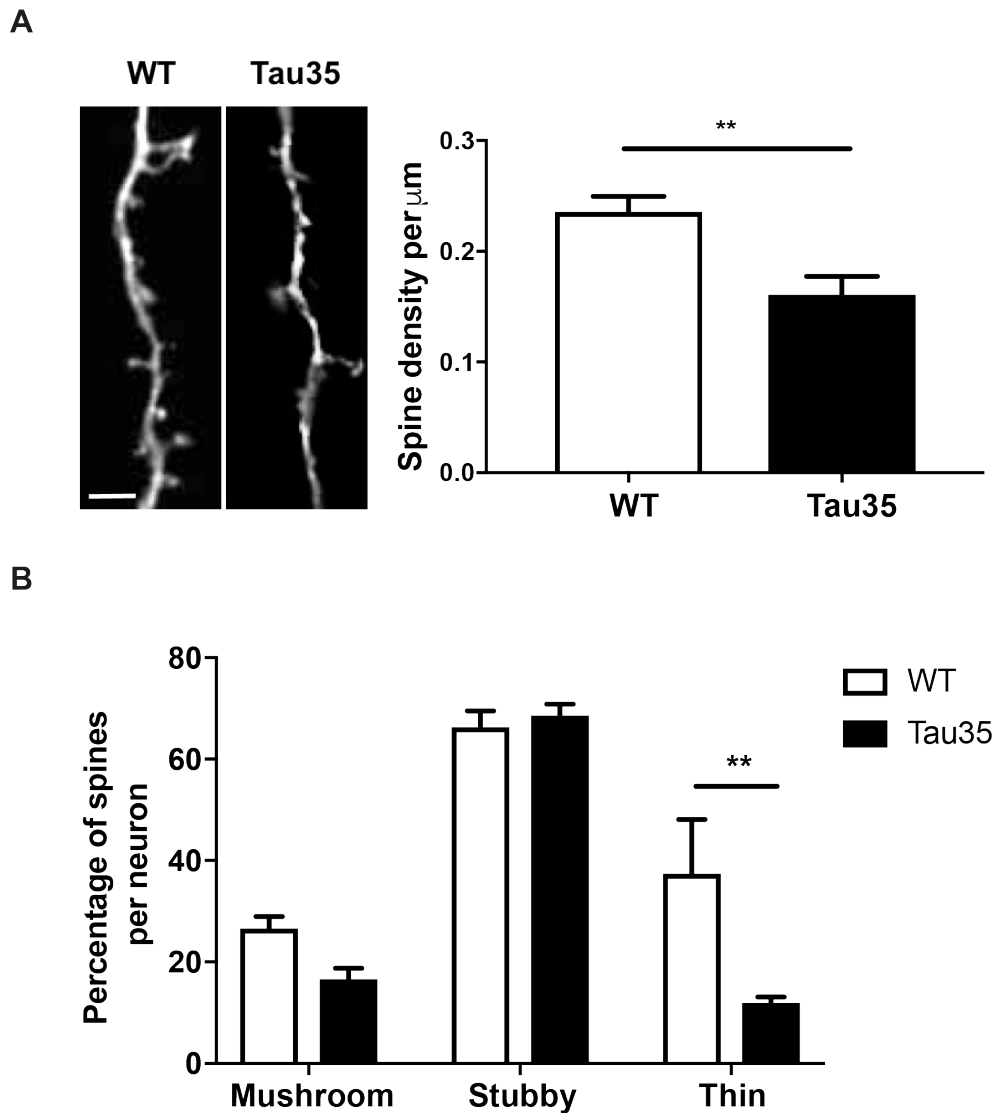 A
WT
Tau35
**
0.3
0.2
0.1
0.0
Spine density per μm
WT
Tau35
B
80
60
40
20
0
Percentage of spines
per neuron
**
WT
Tau35
Mushroom
Stubby
Thin